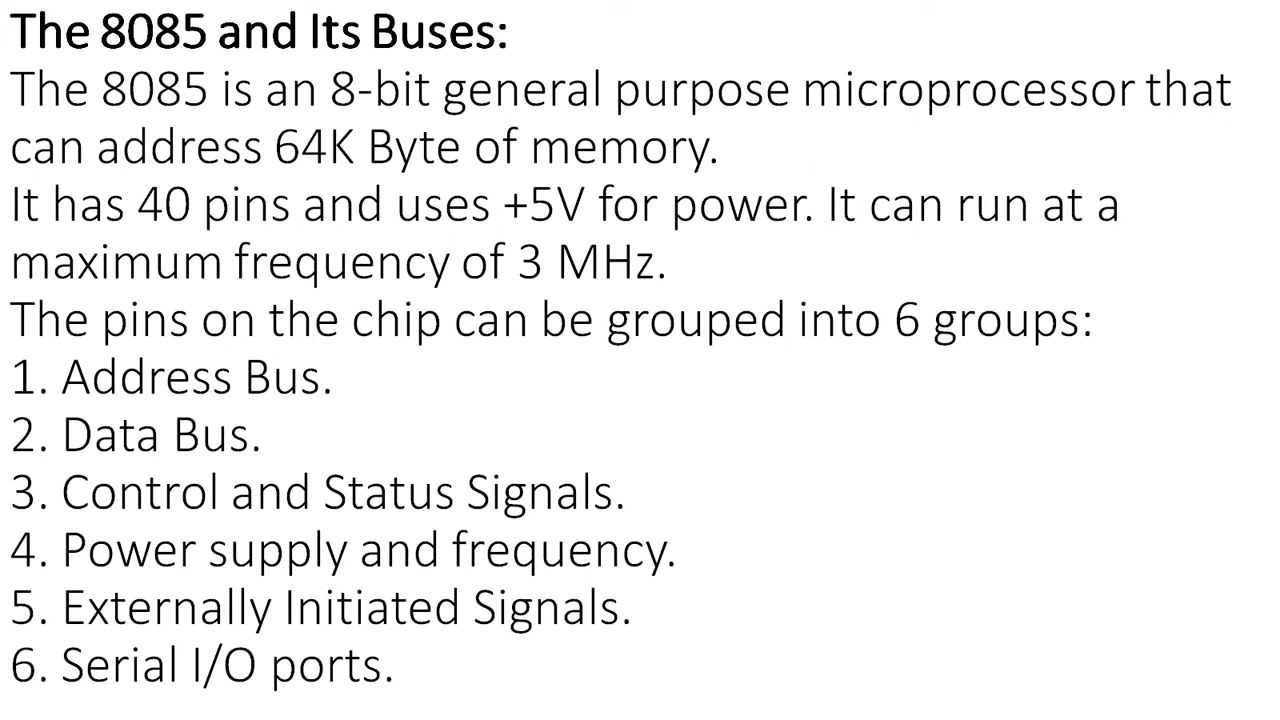 The 8085 and Its Buses:
The 8085 is an 8-bit general purpose microprocessor that
can address 64K Byte of memory.
It has 40 pins and uses +5V for power. It can run at a
maximum frequency of 3 MHz.
The pins on the chip can be grouped into 6 groups:
1. Address Bus.
2. Data Bus.
3. Control and Status Signals.
4. Power supply and frequency.
5. Externally Initiated Signals.
6. Serial I/O ports.